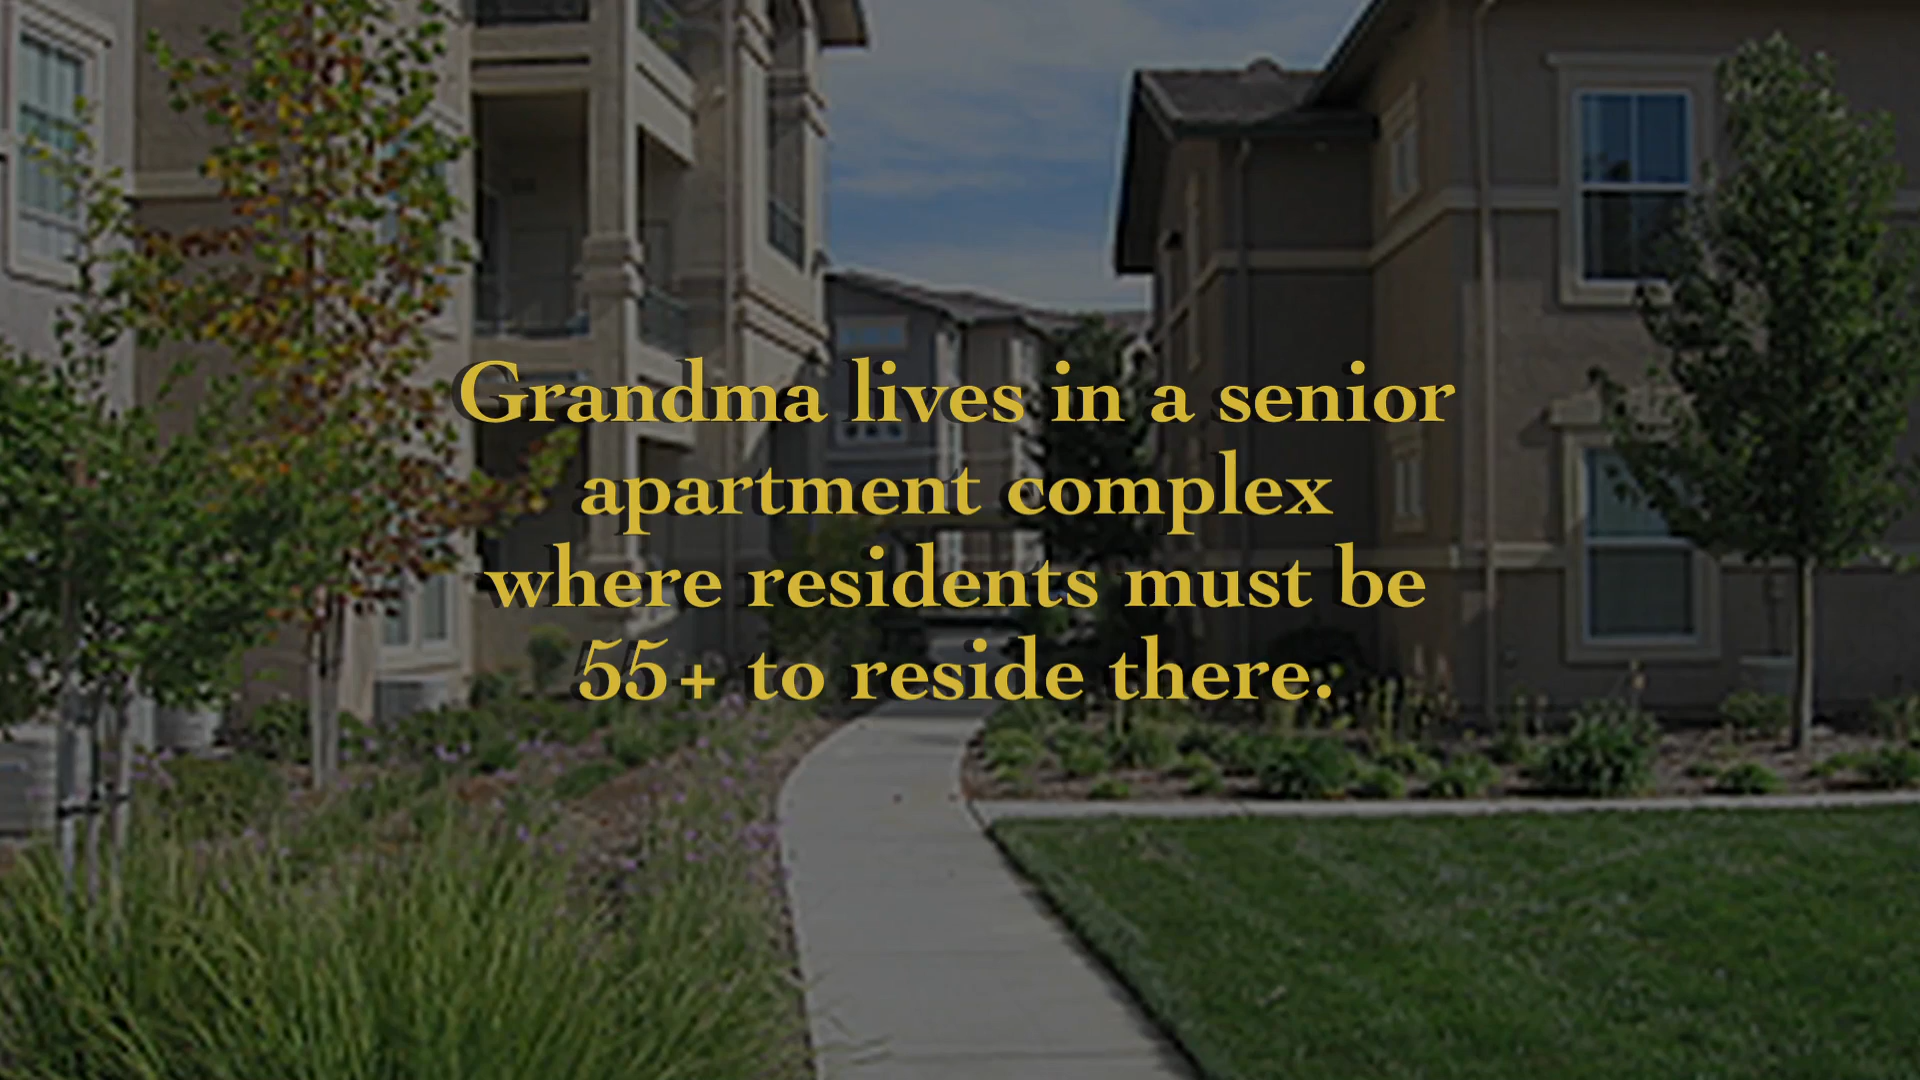 Grandma lives in a senior
apartment complex
where residents must be
55+ to reside there.